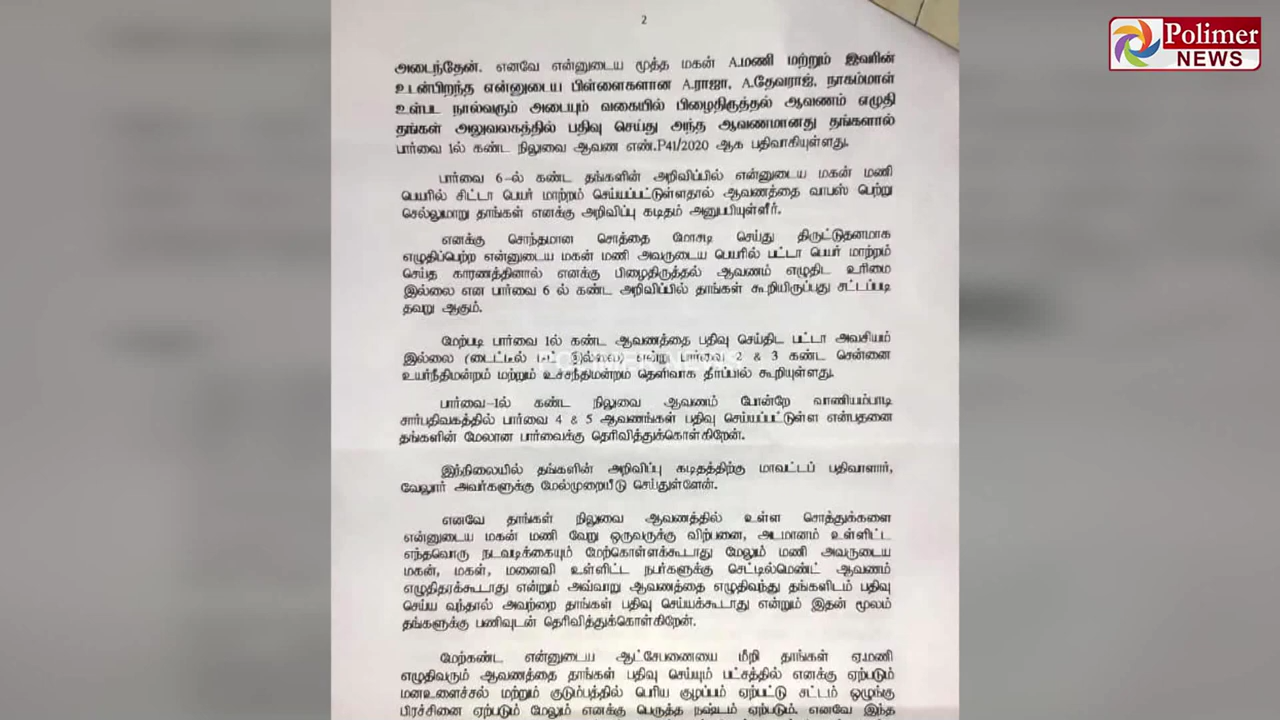 2
Polimer
NEWS
அடைந்தேன். எனவே என்னுடைய மூத்த மகன் A.மணி மற்றும் இவரின்
உடன்பிறந்த என்னுடைய பிள்ளைகளான A.ராஜா, A.தேவராஜ், நாகம்மாள்
உள்பட நால்வரும் அடையும் வகையில் பிழைதிருத்தல் ஆவணம் எழுதி
தங்கள் அலுவலகத்தில் பதிவு செய்து அந்த ஆவணமானது தங்களால்
பார்வை 1ல் கண்ட நிலுவை ஆவண எண்.P41/2020 ஆக பதிவாகியுள்ளது.
பார்வை 6-ல் கண்ட தங்களின் அறிவிப்பில் என்னுடைய மகன் மணி
பெயரில் சிட்டா பெயர் மாற்றம் செய்யப்பட்டுள்ளதால் ஆவணத்தை வாபஸ் பெற்று
செல்லுமாறு தாங்கள் எனக்கு அறிவிப்பு கடிதம் அனுப்பியுள்ளீர்.
எனக்கு சொந்தமான சொத்தை மோசடி செய்து திருட்டுதனமாக
எழுதிப்பெற்ற என்னுடைய மகன் மணி அவருடைய பெயரில் பட்டா பெயர் மாற்றம்
செய்த காரணத்தினால் எனக்கு பிழைதிருத்தல் ஆவணம் எழுதிட உரிமை
இல்லை என பார்வை 6 ல் கண்ட அறிவிப்பில் தாங்கள் கூறியிருப்பது சட்டப்படி
தவறு ஆகும்.
மேற்படி பார்வை 1ல் கண்ட ஆவணத்தை பதிவு செய்திட பட்டா அவசியம்
இல்லை (டைட்டில் இல்லை) என்று பார்வை 2 & 3 கண்ட சென்னை
உயர்நீதிமன்றம் மற்றும் உச்சந்திமன்றம் தெளிவாக தீர்ப்பில் கூறியுள்ளது.
பார்வை-1ல் கண்ட நிலுவை ஆவணம் போன்றே வாணியம்பாடி
சார்பதிவகத்தில் பார்வை 4 & 5 ஆவணங்கள் பதிவு செய்யப்பட்டுள்ள என்பதனை
தங்களின் மேலான பார்வைக்கு தெரிவித்துக்கொள்கிறேன்.
இந்நிலையில் தங்களின் அறிவிப்பு கடிதத்திற்கு மாவட்டப் பதிவாளார்,
வேலூர் அவர்களுக்கு மேல்முறையீடு செய்துள்ளேன்.
எனவே தாங்கள் நிலுவை ஆவணத்தில் உள்ள சொத்துக்களை
என்னுடைய மகன் மணி வேறு ஒருவருக்கு விற்பனை, அடமானம் உள்ளிட்ட
எந்தவொரு நடவடிக்கையும் மேற்கொள்ளக்கூடாது மேலும் மணி அவருடைய
மகன், மகள், மனைவி உள்ளிட்ட நபர்களுக்கு செட்டில்மெண்ட் ஆவணம்
எழுதிதரக்கூடாது என்றும் அவ்வாறு ஆவணத்தை எழுதிவந்து தங்களிடம் பதிவு
செய்ய வந்தால் அவற்றை தாங்கள் பதிவு செய்யக்கூடாது என்றும் இதன் மூலம்
தங்களுக்கு பணிவுடன் தெரிவித்துக்கொள்கிறேன்.
மேற்கண்ட என்னுடைய ஆட்சேபணையை மீறி தாங்கள் ஏ.மணி
எழுதிவரும் ஆவணத்தை தாங்கள் பதிவு செய்யும் பட்சத்தில் எனக்கு ஏற்படும்
மனஉளைச்சல் மற்றும் குடும்பத்தில் பெரிய குழப்பம் ஏற்பட்டு சட்டம் ஒழுங்கு
பிரச்சினை ஏற்படும் மேலும் எனக்கு பெருத்த நஷ்டம் ஏற்படும். எனவே இந்த